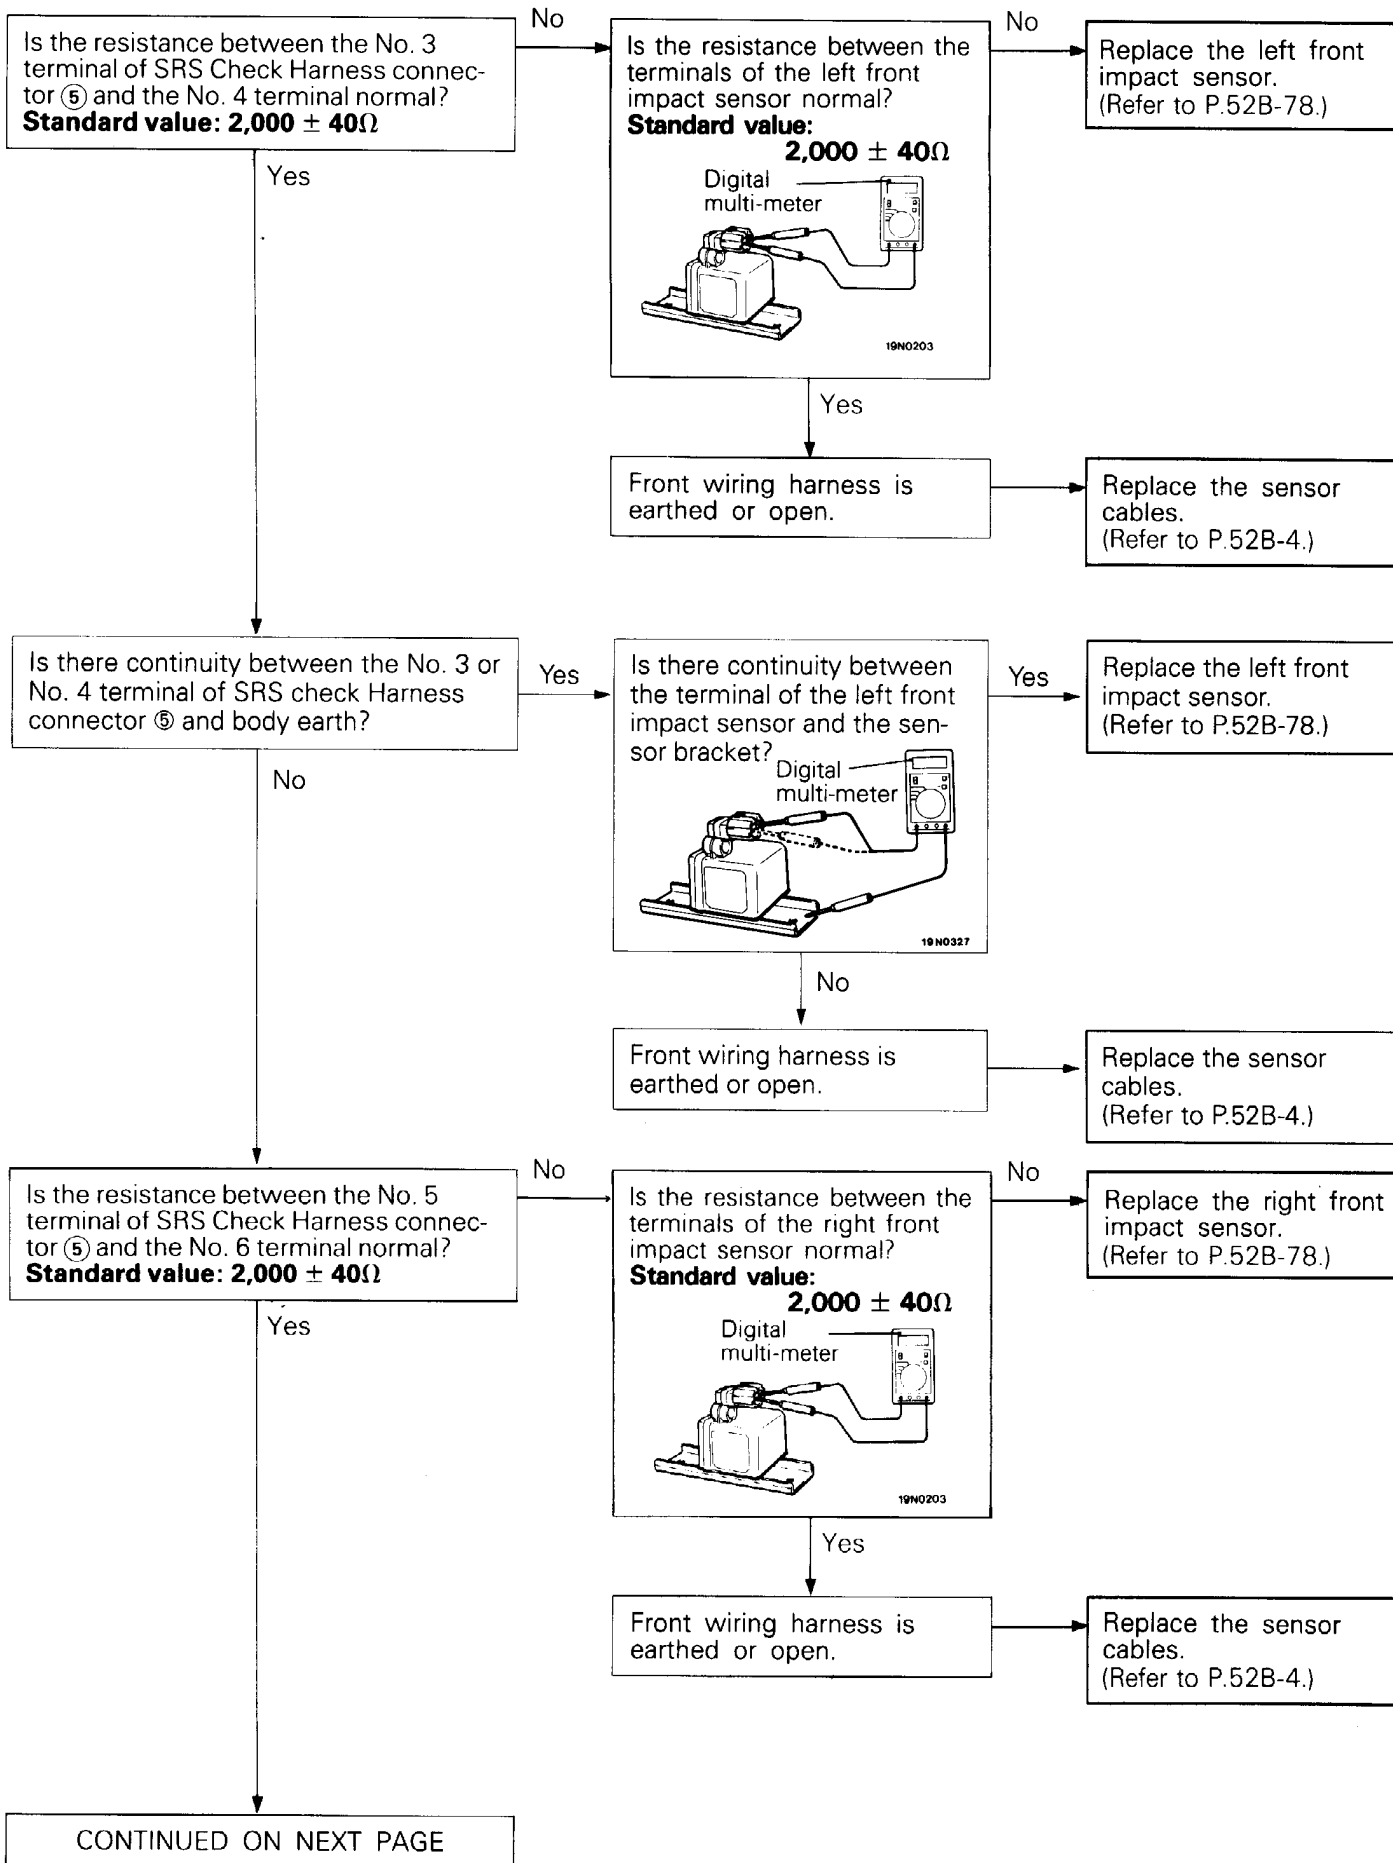 No
No
Is the resistance between the No. 3
terminal of SRS Check Harness connec-
tor ⑤ and the No. 4 terminal normal?
Standard value: 2,000 ± 40Ω
Is the resistance between the
terminals of the left front
impact sensor normal?
Standard value:
2,000 ± 40Ω
Digital
multi-meter
19N0203
Replace the left front
impact sensor.
(Refer to P.52B-78.)
Yes
Yes
Front wiring harness is
earthed or open.
Replace the sensor
cables.
(Refer to P.52B-4.)
Is there continuity between the No. 3 or
No. 4 terminal of SRS check Harness
connector ⑤ and body earth?
Yes
Is there continuity between
the terminal of the left front
impact sensor and the sen-
sor bracket?
Digital
multi-meter
19N0327
Yes
Replace the left front
impact sensor.
(Refer to P.52B-78.)
No
No
Front wiring harness is
earthed or open.
Replace the sensor
cables.
(Refer to P.52B-4.)
No
No
Is the resistance between the No. 5
terminal of SRS Check Harness connec-
tor ⑤ and the No. 6 terminal normal?
Standard value: 2,000 ± 40Ω
Is the resistance between the
terminals of the right front
impact sensor normal?
Standard value:
2,000 ± 40Ω
Digital
multi-meter
19N0203
Replace the right front
impact sensor.
(Refer to P.52B-78.)
Yes
Yes
Front wiring harness is
earthed or open.
Replace the sensor
cables.
(Refer to P.52B-4.)
CONTINUED ON NEXT PAGE